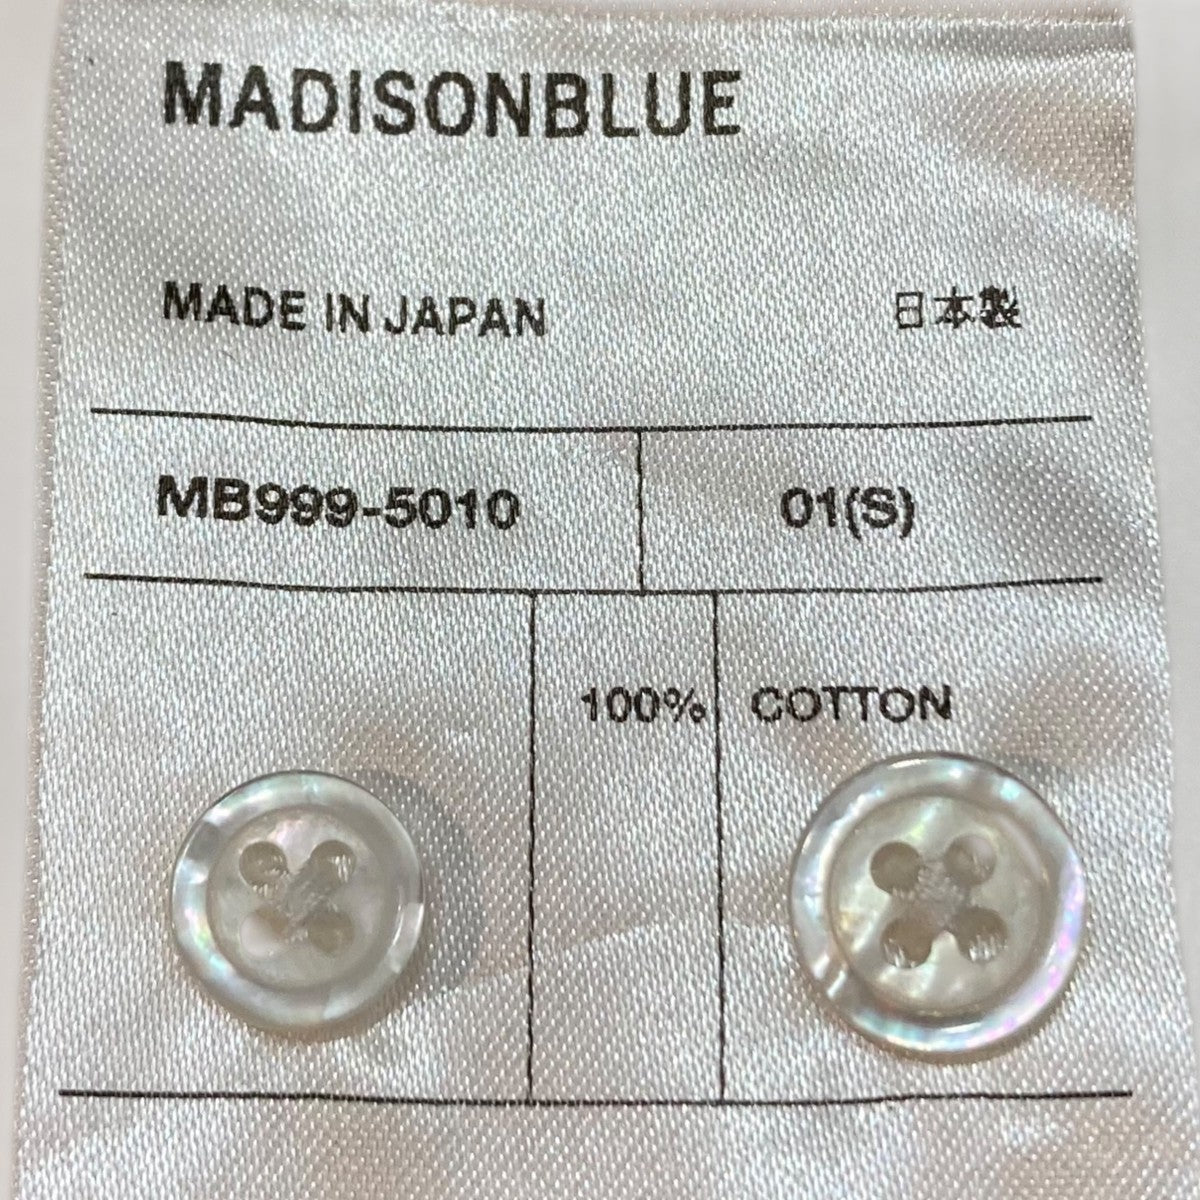 MADISONBLUE
MADE IN JAPAN 日本製
MB999-5010 01(S)
100% COTTON